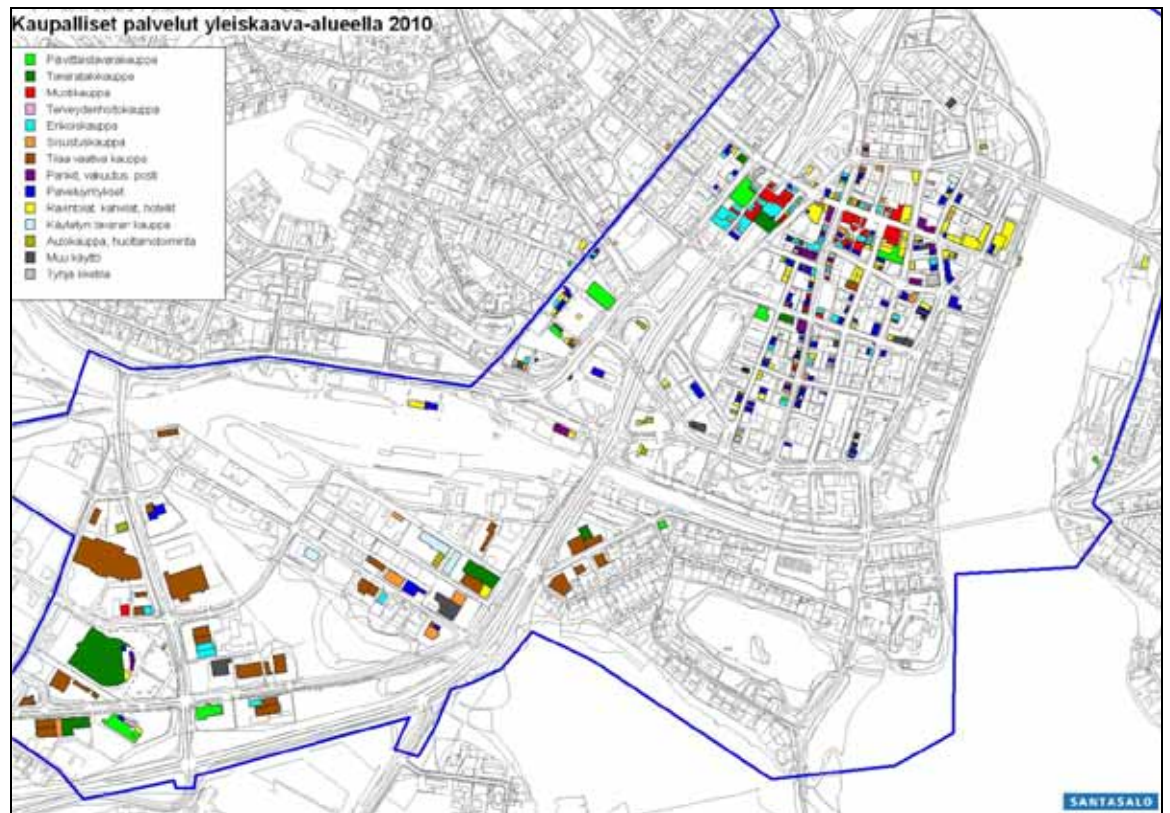 Kaupalliset palvelut yleiskaava-alueella 2010
Päivittäistavarakauppa
Tavaratalokauppa
Muotikauppa
Terveydenhoitokauppa
Erikoiskauppa
Sisustuskauppa
Tilaa vaativa kauppa
Pankit, vakuutus, posti
Palveluyritykset
Ravintolat, kahvilat, hotellit
Käytetyn tavaran kauppa
Autokauppa, huoltamotoiminta
Muu käyttö
Tyhjä liiketila
SANTASALO